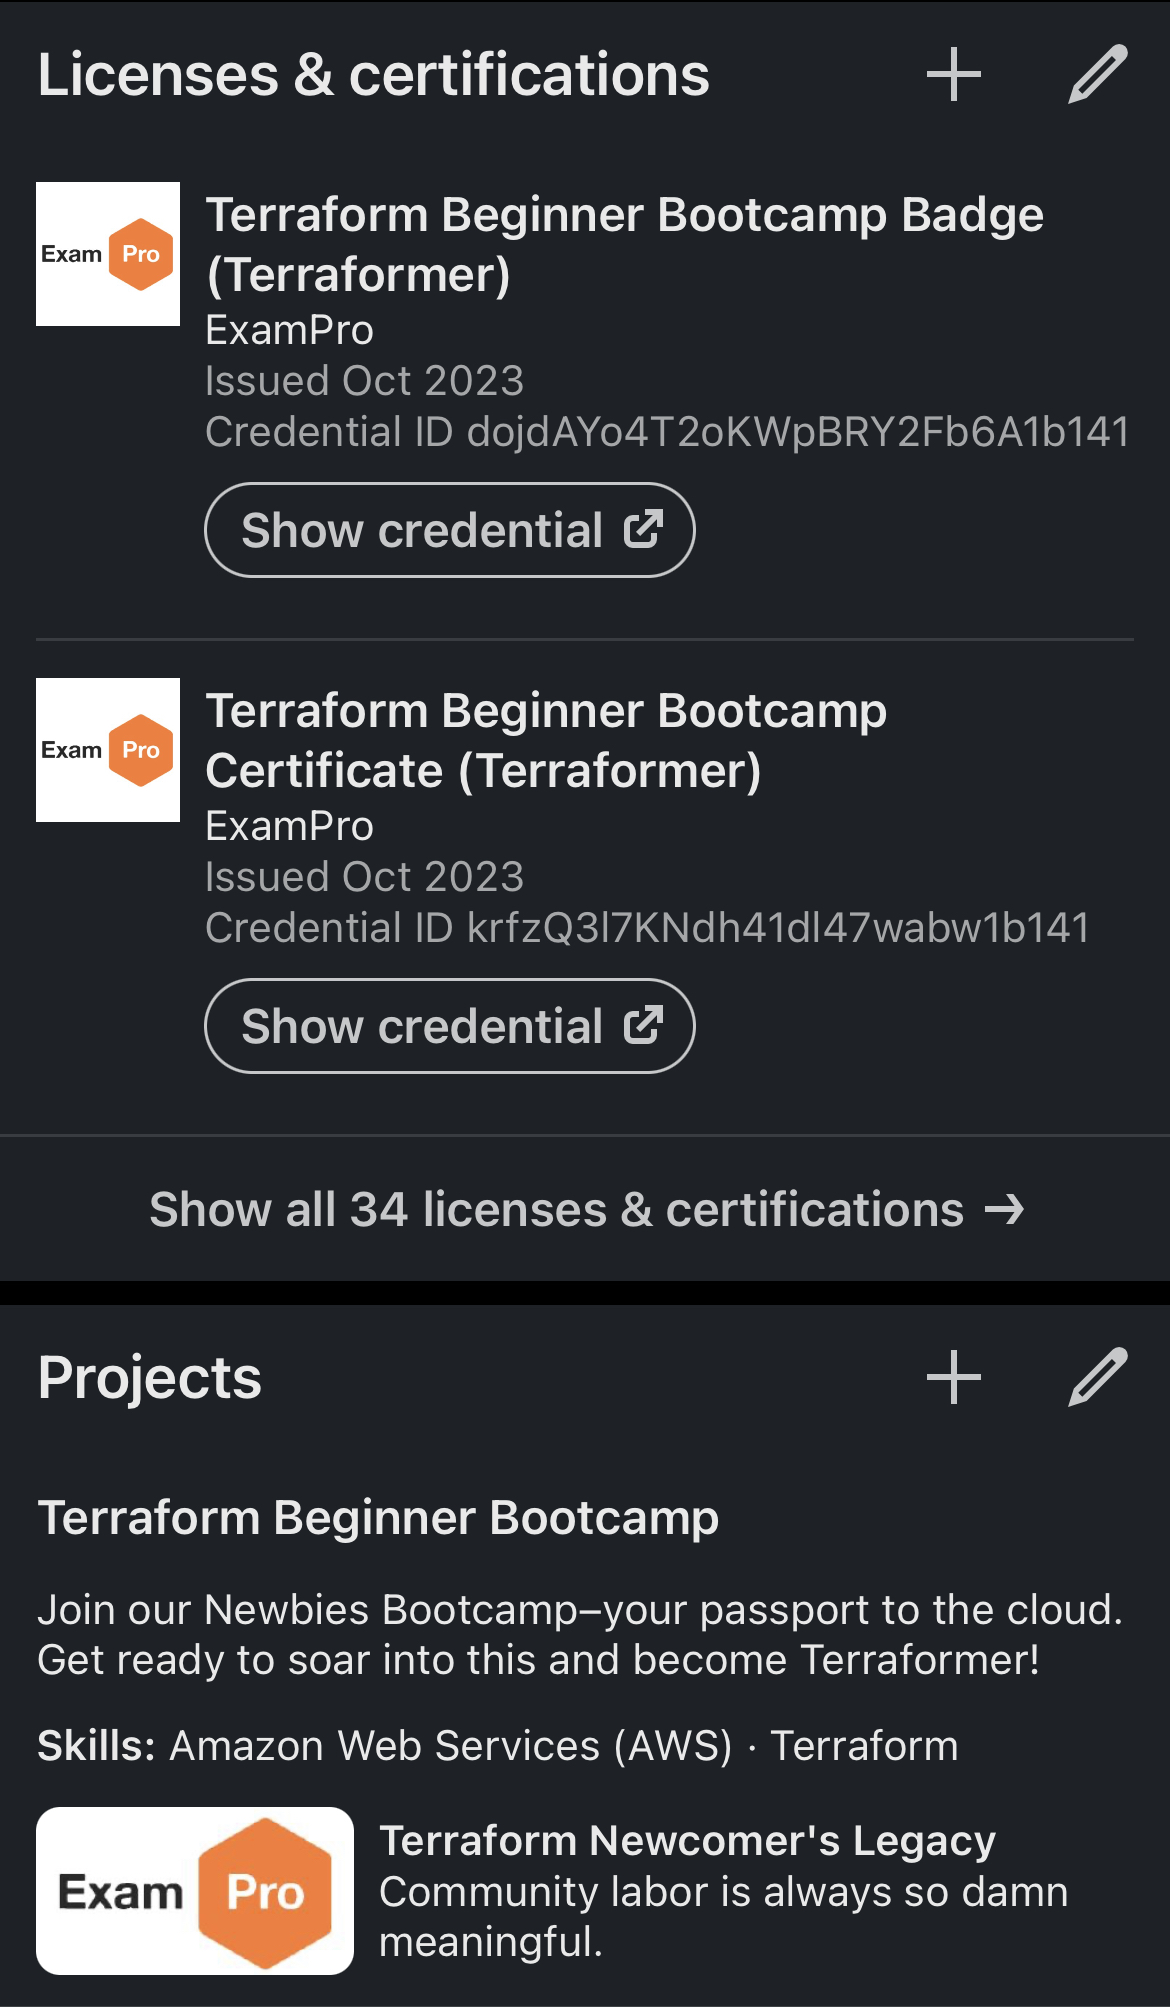 Licenses & certifications
Exam Pro
Terraform Beginner Bootcamp Badge
(Terraformer)
ExamPro
Issued Oct 2023
Credential ID dojdAYo4T2oKWpBRY2Fb6A1b141
Show credential
Exam Pro
Terraform Beginner Bootcamp
Certificate (Terraformer)
ExamPro
Issued Oct 2023
Credential ID krfzQ3l7KNdh41dl47wabw1b141
Show credential
Show all 34 licenses & certifications →
Projects
Terraform Beginner Bootcamp
Join our Newbies Bootcamp–your passport to the cloud.
Get ready to soar into this and become Terraformer!
Skills: Amazon Web Services (AWS) · Terraform
Exam Pro
Terraform Newcomer's Legacy
Community labor is always so damn
meaningful.